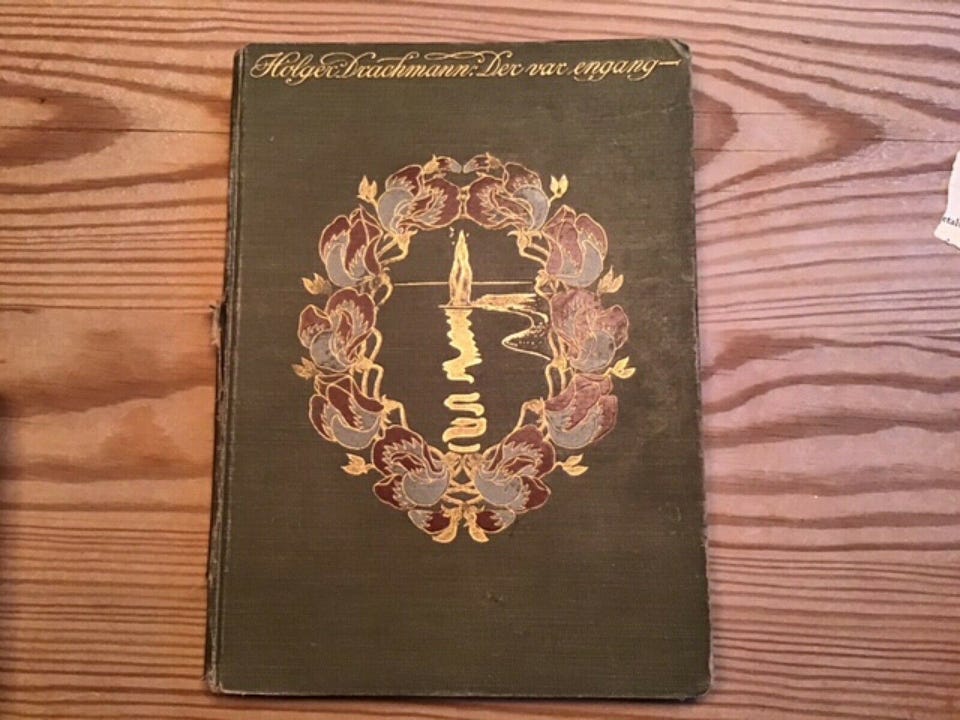 Holger Drachmann: Der var engang—